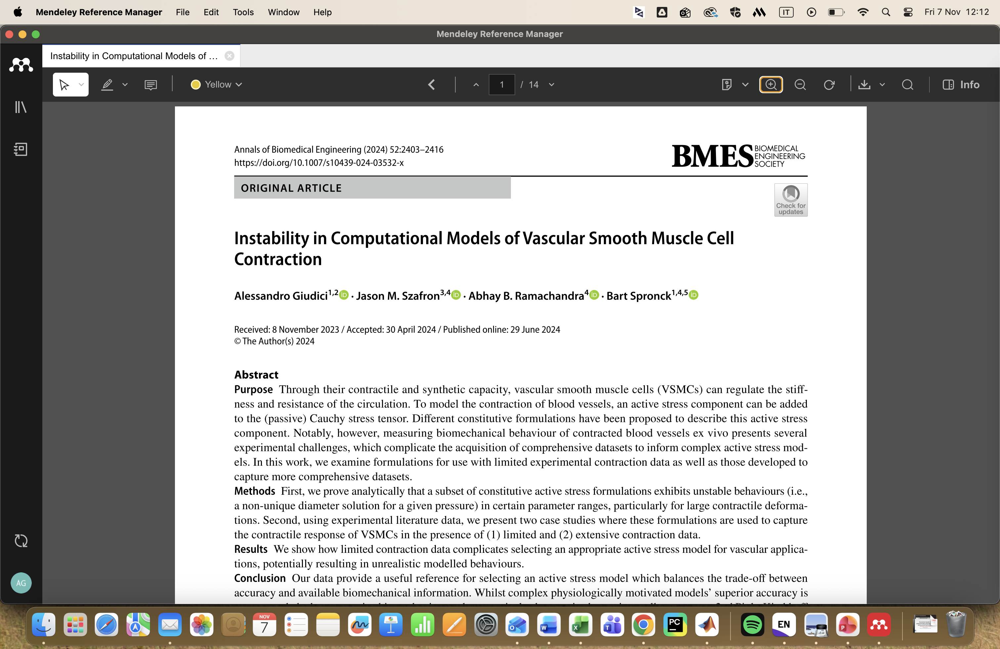 Mendeley Reference Manager File Edit Tools Window Help IT Fri 7 Nov 12:12
Mendeley Reference Manager
Instability in Computational Models of ...
Yellow 1 / 14 Info
Annals of Biomedical Engineering (2024) 52:2403–2416
https://doi.org/10.1007/s10439-024-03532-x
BMES BIOMEDICAL
ENGINEERING
SOCIETY
ORIGINAL ARTICLE
Check for
updates
Instability in Computational Models of Vascular Smooth Muscle Cell
Contraction
Alessandro Giudici1,2 iD · Jason M. Szafron3,4 iD · Abhay B. Ramachandra4 iD · Bart Spronck1,4,5 iD
Received: 8 November 2023 / Accepted: 30 April 2024 / Published online: 29 June 2024
© The Author(s) 2024
Abstract
Purpose Through their contractile and synthetic capacity, vascular smooth muscle cells (VSMCs) can regulate the stiff-
ness and resistance of the circulation. To model the contraction of blood vessels, an active stress component can be added
to the (passive) Cauchy stress tensor. Different constitutive formulations have been proposed to describe this active stress
component. Notably, however, measuring biomechanical behaviour of contracted blood vessels ex vivo presents several
experimental challenges, which complicate the acquisition of comprehensive datasets to inform complex active stress mod-
els. In this work, we examine formulations for use with limited experimental contraction data as well as those developed to
capture more comprehensive datasets.
Methods First, we prove analytically that a subset of constitutive active stress formulations exhibits unstable behaviours (i.e.,
a non-unique diameter solution for a given pressure) in certain parameter ranges, particularly for large contractile deforma-
tions. Second, using experimental literature data, we present two case studies where these formulations are used to capture
the contractile response of VSMCs in the presence of (1) limited and (2) extensive contraction data.
Results We show how limited contraction data complicates selecting an appropriate active stress model for vascular applica-
tions, potentially resulting in unrealistic modelled behaviours.
Conclusion Our data provide a useful reference for selecting an active stress model which balances the trade-off between
accuracy and available biomechanical information. Whilst complex physiologically motivated models' superior accuracy is
AG
NOV
7
O W X T PC EN P